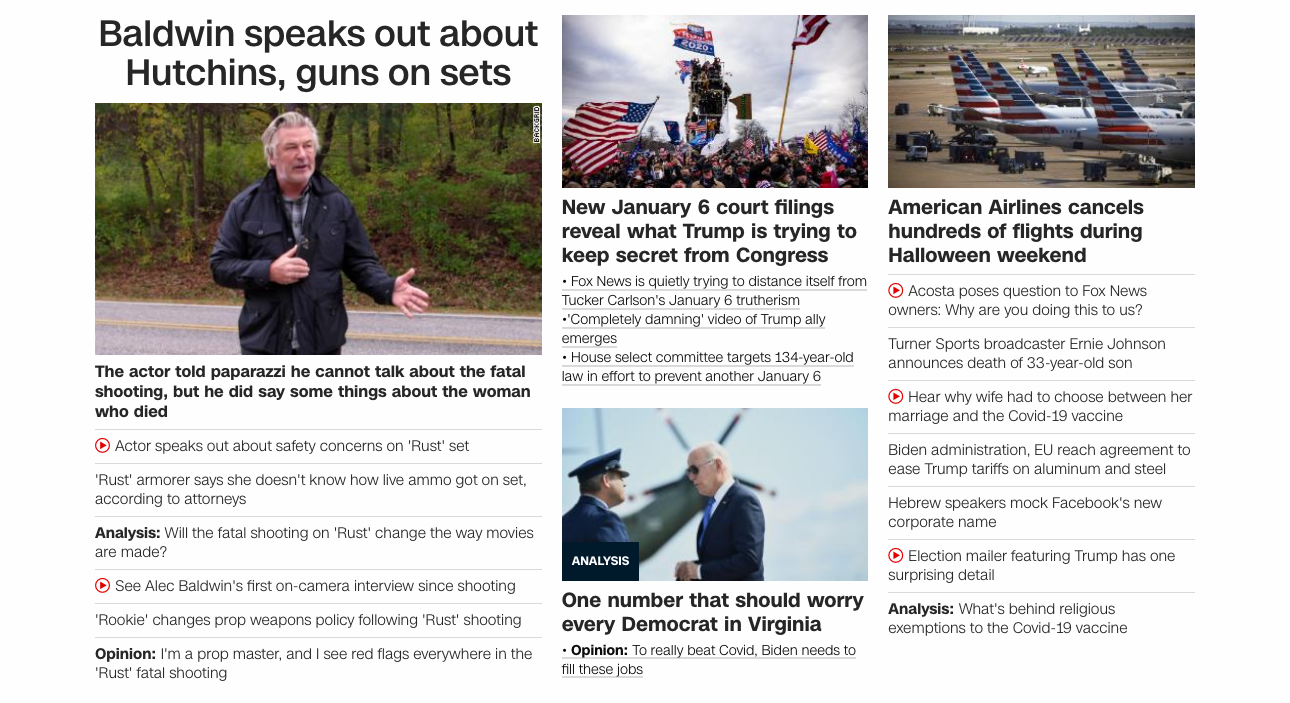 Baldwin speaks out about
Hutchins, guns on sets
BACKGRID
The actor told paparazzi he cannot talk about the fatal
shooting, but he did say some things about the woman
who died
Actor speaks out about safety concerns on 'Rust' set
'Rust' armorer says she doesn't know how live ammo got on set,
according to attorneys
Analysis: Will the fatal shooting on 'Rust' change the way movies
are made?
See Alec Baldwin's first on-camera interview since shooting
'Rookie' changes prop weapons policy following 'Rust' shooting
Opinion: I'm a prop master, and I see red flags everywhere in the
'Rust' fatal shooting
2020
New January 6 court filings
reveal what Trump is trying to
keep secret from Congress
• Fox News is quietly trying to distance itself from
Tucker Carlson's January 6 trutherism
•'Completely damning' video of Trump ally
emerges
• House select committee targets 134-year-old
law in effort to prevent another January 6
ANALYSIS
One number that should worry
every Democrat in Virginia
• Opinion: To really beat Covid, Biden needs to
fill these jobs
American Airlines cancels
hundreds of flights during
Halloween weekend
Acosta poses question to Fox News
owners: Why are you doing this to us?
Turner Sports broadcaster Ernie Johnson
announces death of 33-year-old son
Hear why wife had to choose between her
marriage and the Covid-19 vaccine
Biden administration, EU reach agreement to
ease Trump tariffs on aluminum and steel
Hebrew speakers mock Facebook's new
corporate name
Election mailer featuring Trump has one
surprising detail
Analysis: What's behind religious
exemptions to the Covid-19 vaccine